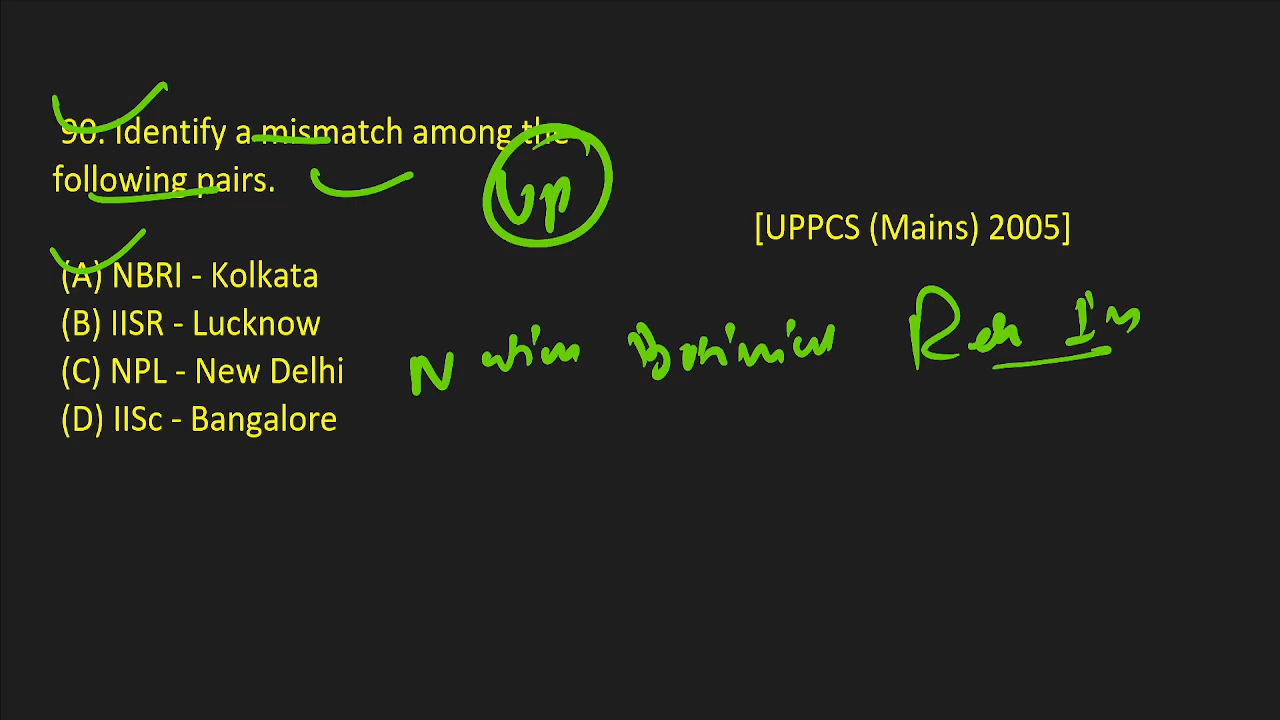 90. Identify a mismatch among the
following pairs.
UP
[UPPCS (Mains) 2005]
(A) NBRI - Kolkata
(B) IISR - Lucknow
(C) NPL - New Delhi
(D) IISc - Bangalore